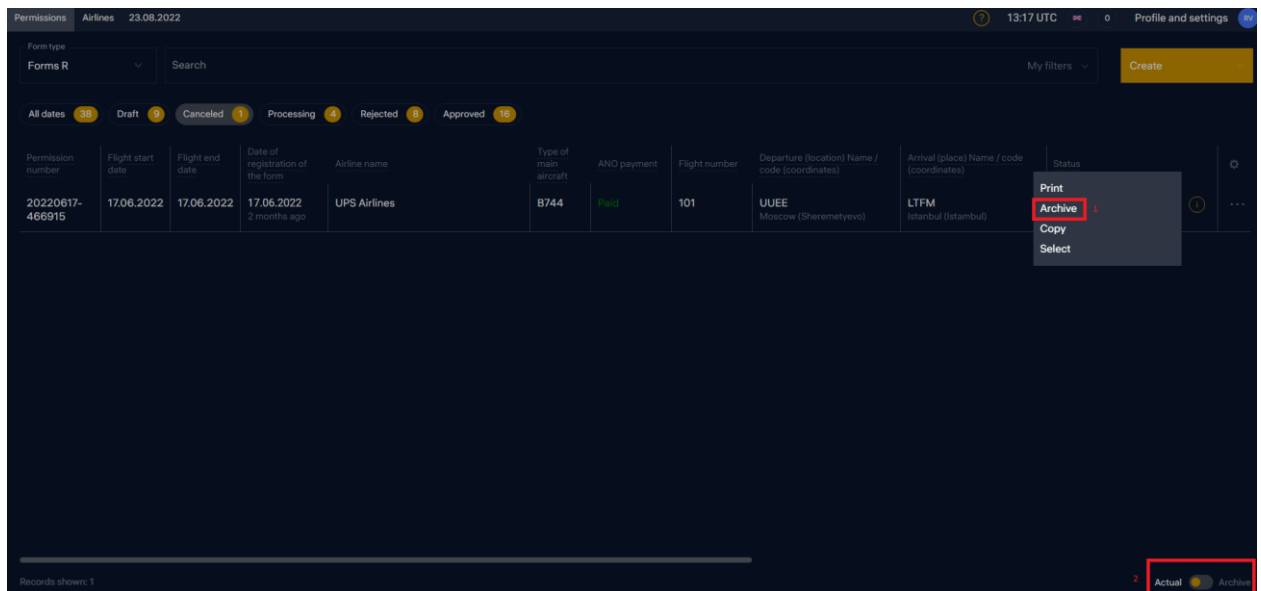 Permissions Airlines 23.08.2022 ? 13:17 UTC 0 Profile and settings RV
Form type
Forms R Search My filters Create
All dates 38 Draft 9 Canceled 1 Processing 4 Rejected 8 Approved 16
Permission number Flight start date Flight end date Date of registration of the form Airline name Type of main aircraft ANO payment Flight number Departure (location) Name / code (coordinates) Arrival (place) Name / code (coordinates) Status
20220617-466915 17.06.2022 17.06.2022 17.06.2022 UPS Airlines B744 Paid 101 UUEE LTFM
2 months ago Moscow (Sheremetyevo) Istanbul (Istambul)
Print
Archive 1
Copy
Select
Records shown: 1 2 Actual Archive